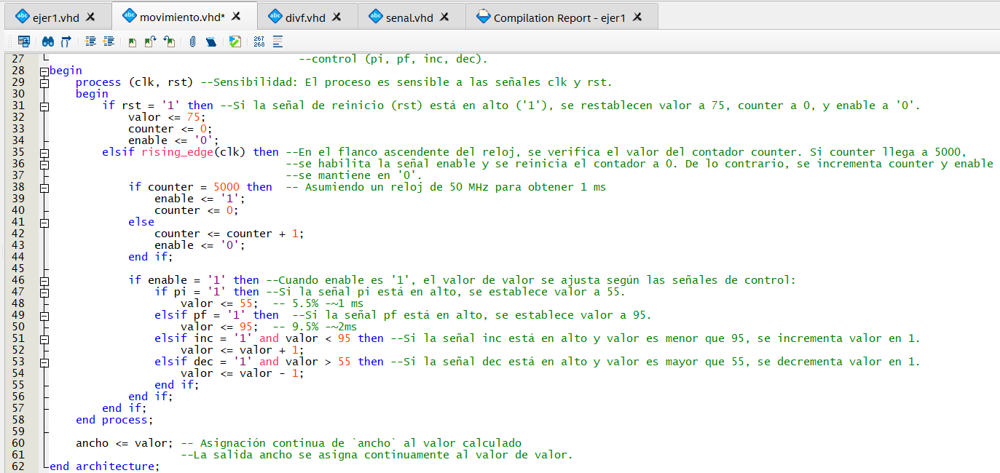 ejer1.vhd movimiento.vhd* divf.vhd senal.vhd Compilation Report - ejer1
267
268
27 --control (pi, pf, inc, dec).
28 begin
29 process (clk, rst) --Sensibilidad: El proceso es sensible a las señales clk y rst.
30 begin
31 if rst = '1' then --Si la señal de reinicio (rst) está en alto ('1'), se restablecen valor a 75, counter a 0, y enable a '0'.
32 valor <= 75;
33 counter <= 0;
34 enable <= '0';
35 elsif rising_edge(clk) then --En el flanco ascendente del reloj, se verifica el valor del contador counter. Si counter llega a 5000,
36 --se habilita la señal enable y se reinicia el contador a 0. De lo contrario, se incrementa counter y enable
37 --se mantiene en '0'.
38 if counter = 5000 then -- Asumiendo un reloj de 50 MHz para obtener 1 ms
39 enable <= '1';
40 counter <= 0;
41 else
42 counter <= counter + 1;
43 enable <= '0';
44 end if;
45
46 if enable = '1' then --Cuando enable es '1', el valor de valor se ajusta según las señales de control:
47 if pi = '1' then --Si la señal pi está en alto, se establece valor a 55.
48 valor <= 55; -- 5.5% -~1 ms
49 elsif pf = '1' then --Si la señal pf está en alto, se establece valor a 95.
50 valor <= 95; -- 9.5% -~2ms
51 elsif inc = '1' and valor < 95 then --Si la señal inc está en alto y valor es menor que 95, se incrementa valor en 1.
52 valor <= valor + 1;
53 elsif dec = '1' and valor > 55 then --Si la señal dec está en alto y valor es mayor que 55, se decrementa valor en 1.
54 valor <= valor - 1;
55 end if;
56 end if;
57 end if;
58 end process;
59
60 ancho <= valor; -- Asignación continua de `ancho` al valor calculado
61 --La salida ancho se asigna continuamente al valor de valor.
62 end architecture;